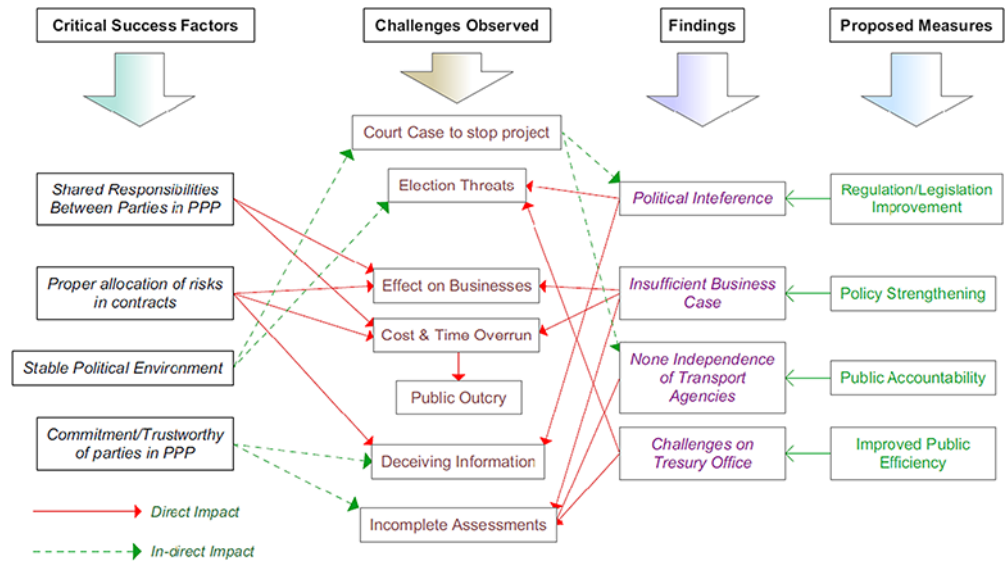 Critical Success Factors
Challenges Observed
Findings
Proposed Measures
Court Case to stop project
Shared Responsibilities
Between Parties in PPP
Election Threats
Political Inteference
Regulation/Legislation
Improvement
Proper allocation of risks
in contracts
Effect on Businesses
Insufficient Business
Case
Policy Strengthening
Cost & Time Overrun
Stable Political Environment
None Independence
of Transport
Agencies
Public Accountability
Public Outcry
Commitment/Trustworthy
of parties in PPP
Deceiving Information
Challenges on
Tresury Office
Improved Public
Efficiency
Incomplete Assessments
Direct Impact
In-direct Impact